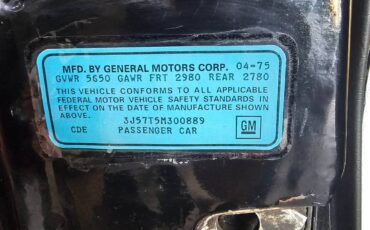 MFD. BY GENERAL MOTORS CORP. 04-75
GVWR 5650 GAWR FRT 2980 REAR 2780
THIS VEHICLE CONFORMS TO ALL APPLICABLE
FEDERAL MOTOR VEHICLE SAFETY STANDARDS IN
EFFECT ON THE DATE OF MANUFACTURE SHOWN
ABOVE.
3J57T5M300889
CDE PASSENGER CAR
GM